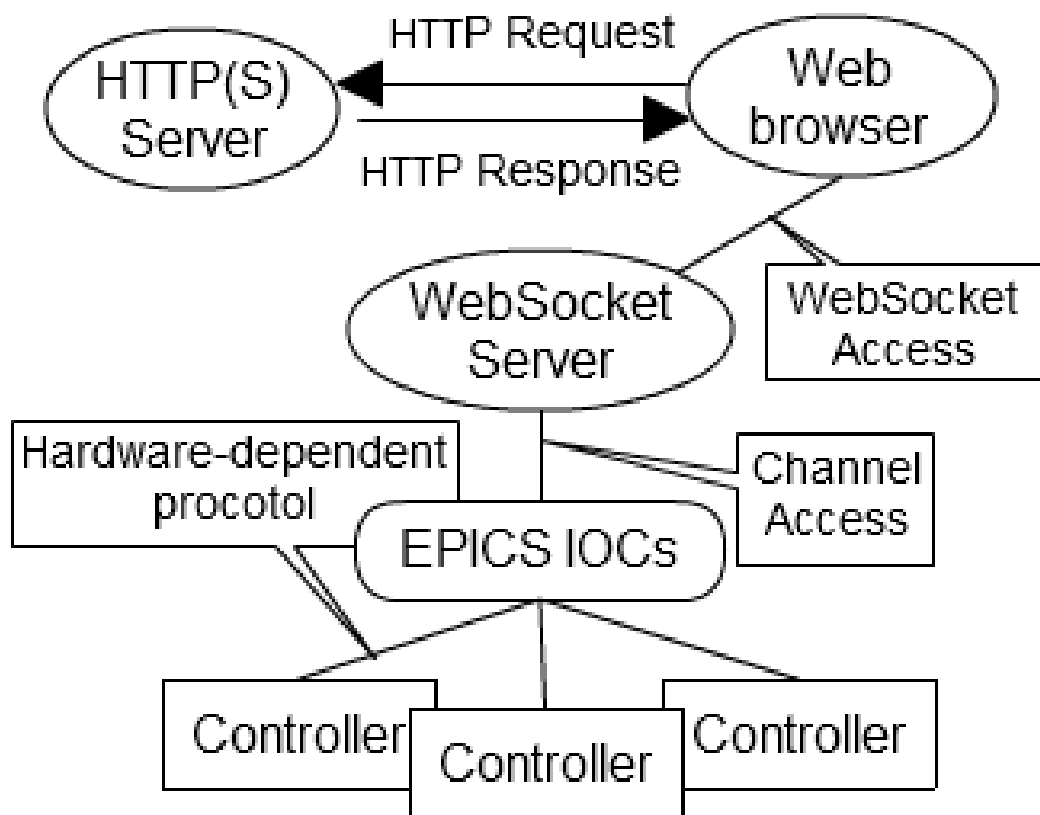 HTTP Request
HTTP(S)
Server
Web
browser
HTTP Response
WebSocket
Server
WebSocket
Access
Hardware-dependent
procotol
Channel
Access
EPICS IOCs
Controller
Controller
Controller